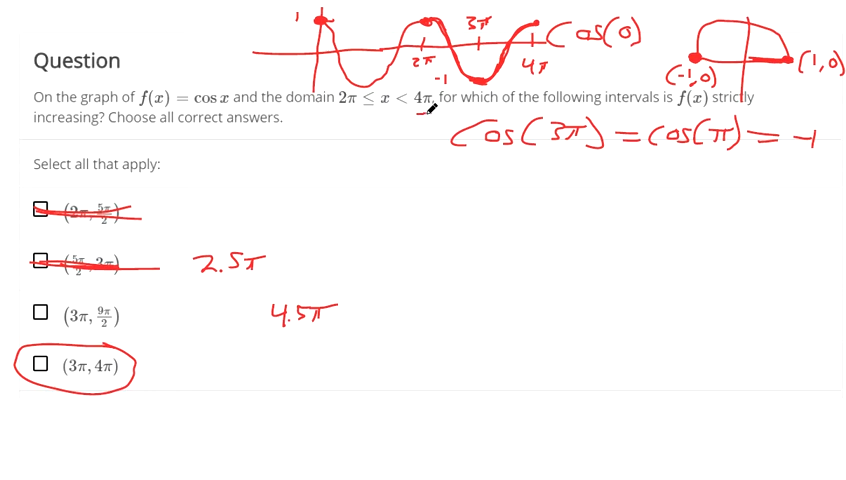 1
3π
2π
-1
4π
Cos(0)
(-1,0)
(1,0)
Question
On the graph of f(x) = cos x and the domain 2π ≤ x < 4π, for which of the following intervals is f(x) strictly
increasing? Choose all correct answers.
Cos(3π) = cos(π) = -1
Select all that apply:
(2π, 5π/2)
(5π/2, 3π)
2.5π
(3π, 9π/2)
4.5π
(3π, 4π)